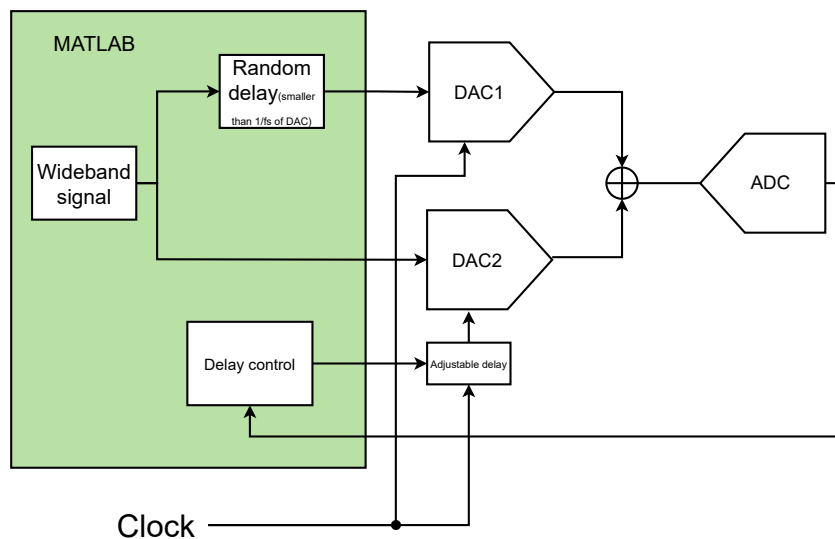 MATLAB
Random
delay(smaller
than 1/fs of DAC)
DAC1
Wideband
signal
ADC
DAC2
Delay control
Adjustable delay
Clock